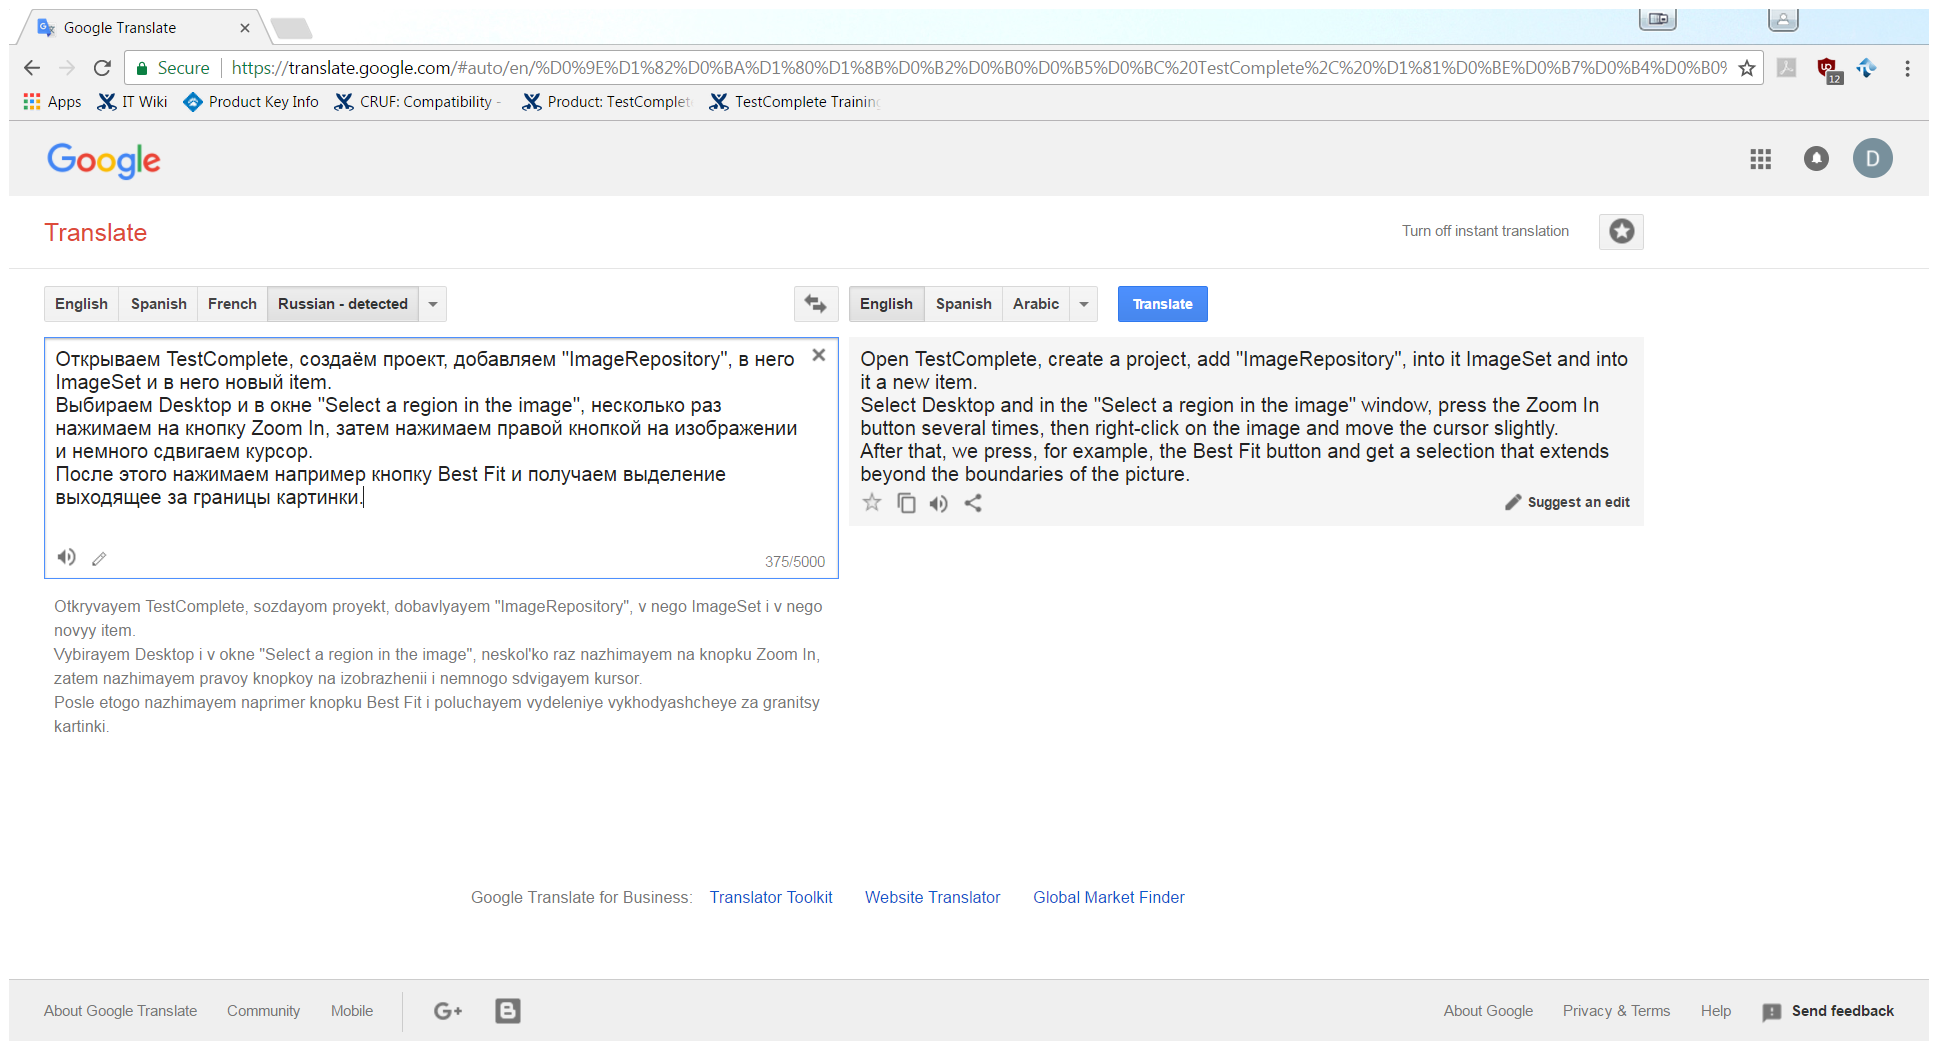 Google Translate
Secure https://translate.google.com/#auto/en/%D0%9E%D1%82%D0%BA%D1%80%D1%8B%D0%B2%D0%B0%D0%B5%D0%BC%20TestComplete%2C%20%D1%81%D0%BE%D0%B7%D0%B4%D0%B0%
12
Apps IT Wiki Product Key Info CRUF: Compatibility - Product: TestComplete TestComplete Training
Google
D
Translate
Turn off instant translation
English Spanish French Russian - detected English Spanish Arabic Translate
Открываем TestComplete, создаём проект, добавляем "ImageRepository", в него
ImageSet и в него новый item.
Выбираем Desktop и в окне "Select a region in the image", несколько раз
нажимаем на кнопку Zoom In, затем нажимаем правой кнопкой на изображении
и немного сдвигаем курсор.
После этого нажимаем например кнопку Best Fit и получаем выделение
выходящее за границы картинки.
375/5000
Open TestComplete, create a project, add "ImageRepository", into it ImageSet and into
it a new item.
Select Desktop and in the "Select a region in the image" window, press the Zoom In
button several times, then right-click on the image and move the cursor slightly.
After that, we press, for example, the Best Fit button and get a selection that extends
beyond the boundaries of the picture.
Suggest an edit
Otkryvayem TestComplete, sozdayom proyekt, dobavlyayem "ImageRepository", v nego ImageSet i v nego
novyy item.
Vybirayem Desktop i v okne "Select a region in the image", neskol'ko raz nazhimayem na knopku Zoom In,
zatem nazhimayem pravoy knopkoy na izobrazhenii i nemnogo sdvigayem kursor.
Posle etogo nazhimayem naprimer knopku Best Fit i poluchayem vydeleniye vykhodyashcheye za granitsy
kartinki.
Google Translate for Business: Translator Toolkit Website Translator Global Market Finder
About Google Translate Community Mobile G+ B About Google Privacy & Terms Help Send feedback